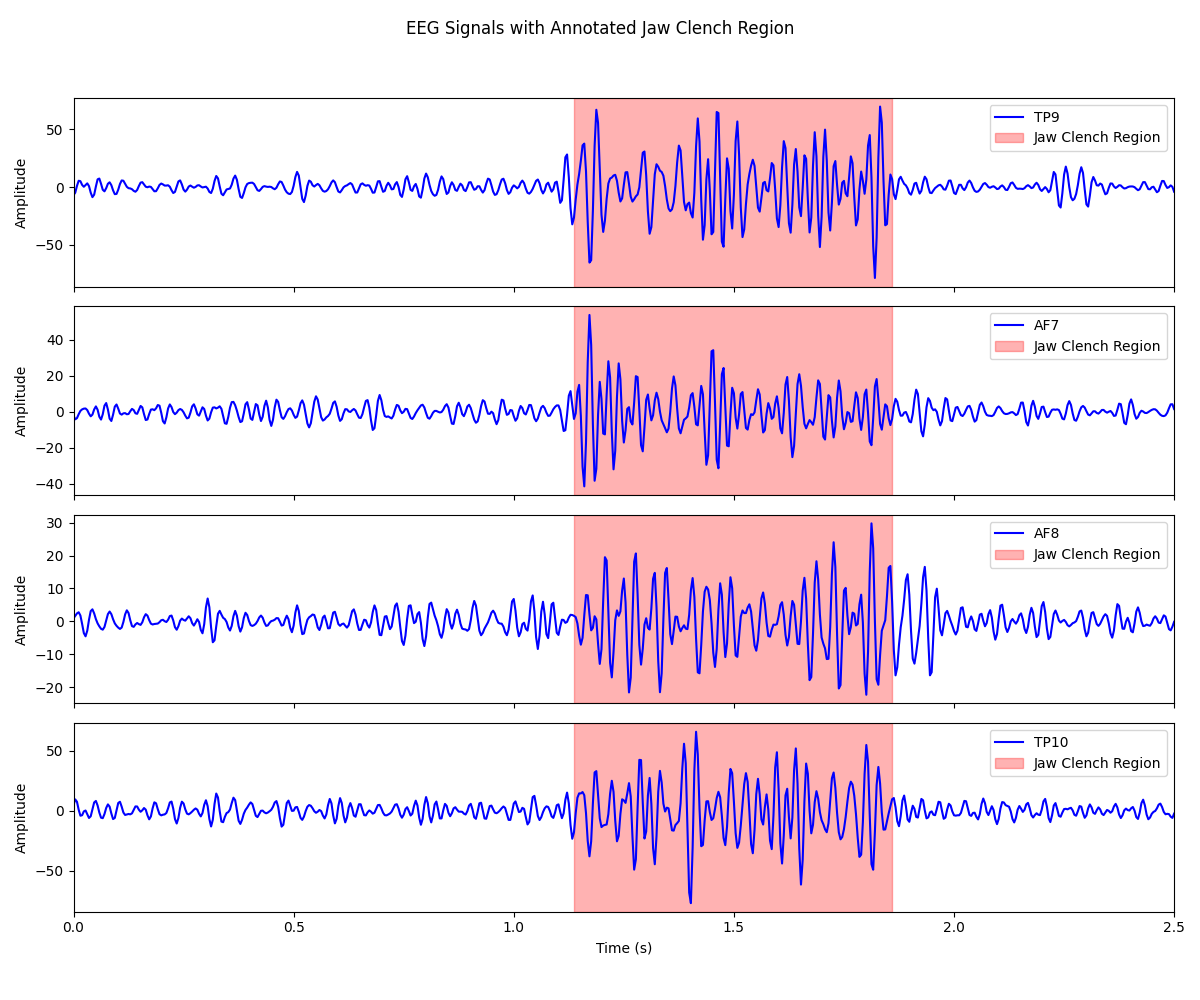 EEG Signals with Annotated Jaw Clench Region
Amplitude
50
0
−50
TP9
Jaw Clench Region
Amplitude
40
20
0
−20
−40
AF7
Jaw Clench Region
Amplitude
30
20
10
0
−10
−20
AF8
Jaw Clench Region
Amplitude
50
0
−50
TP10
Jaw Clench Region
0.0 0.5 1.0 1.5 2.0 2.5
Time (s)